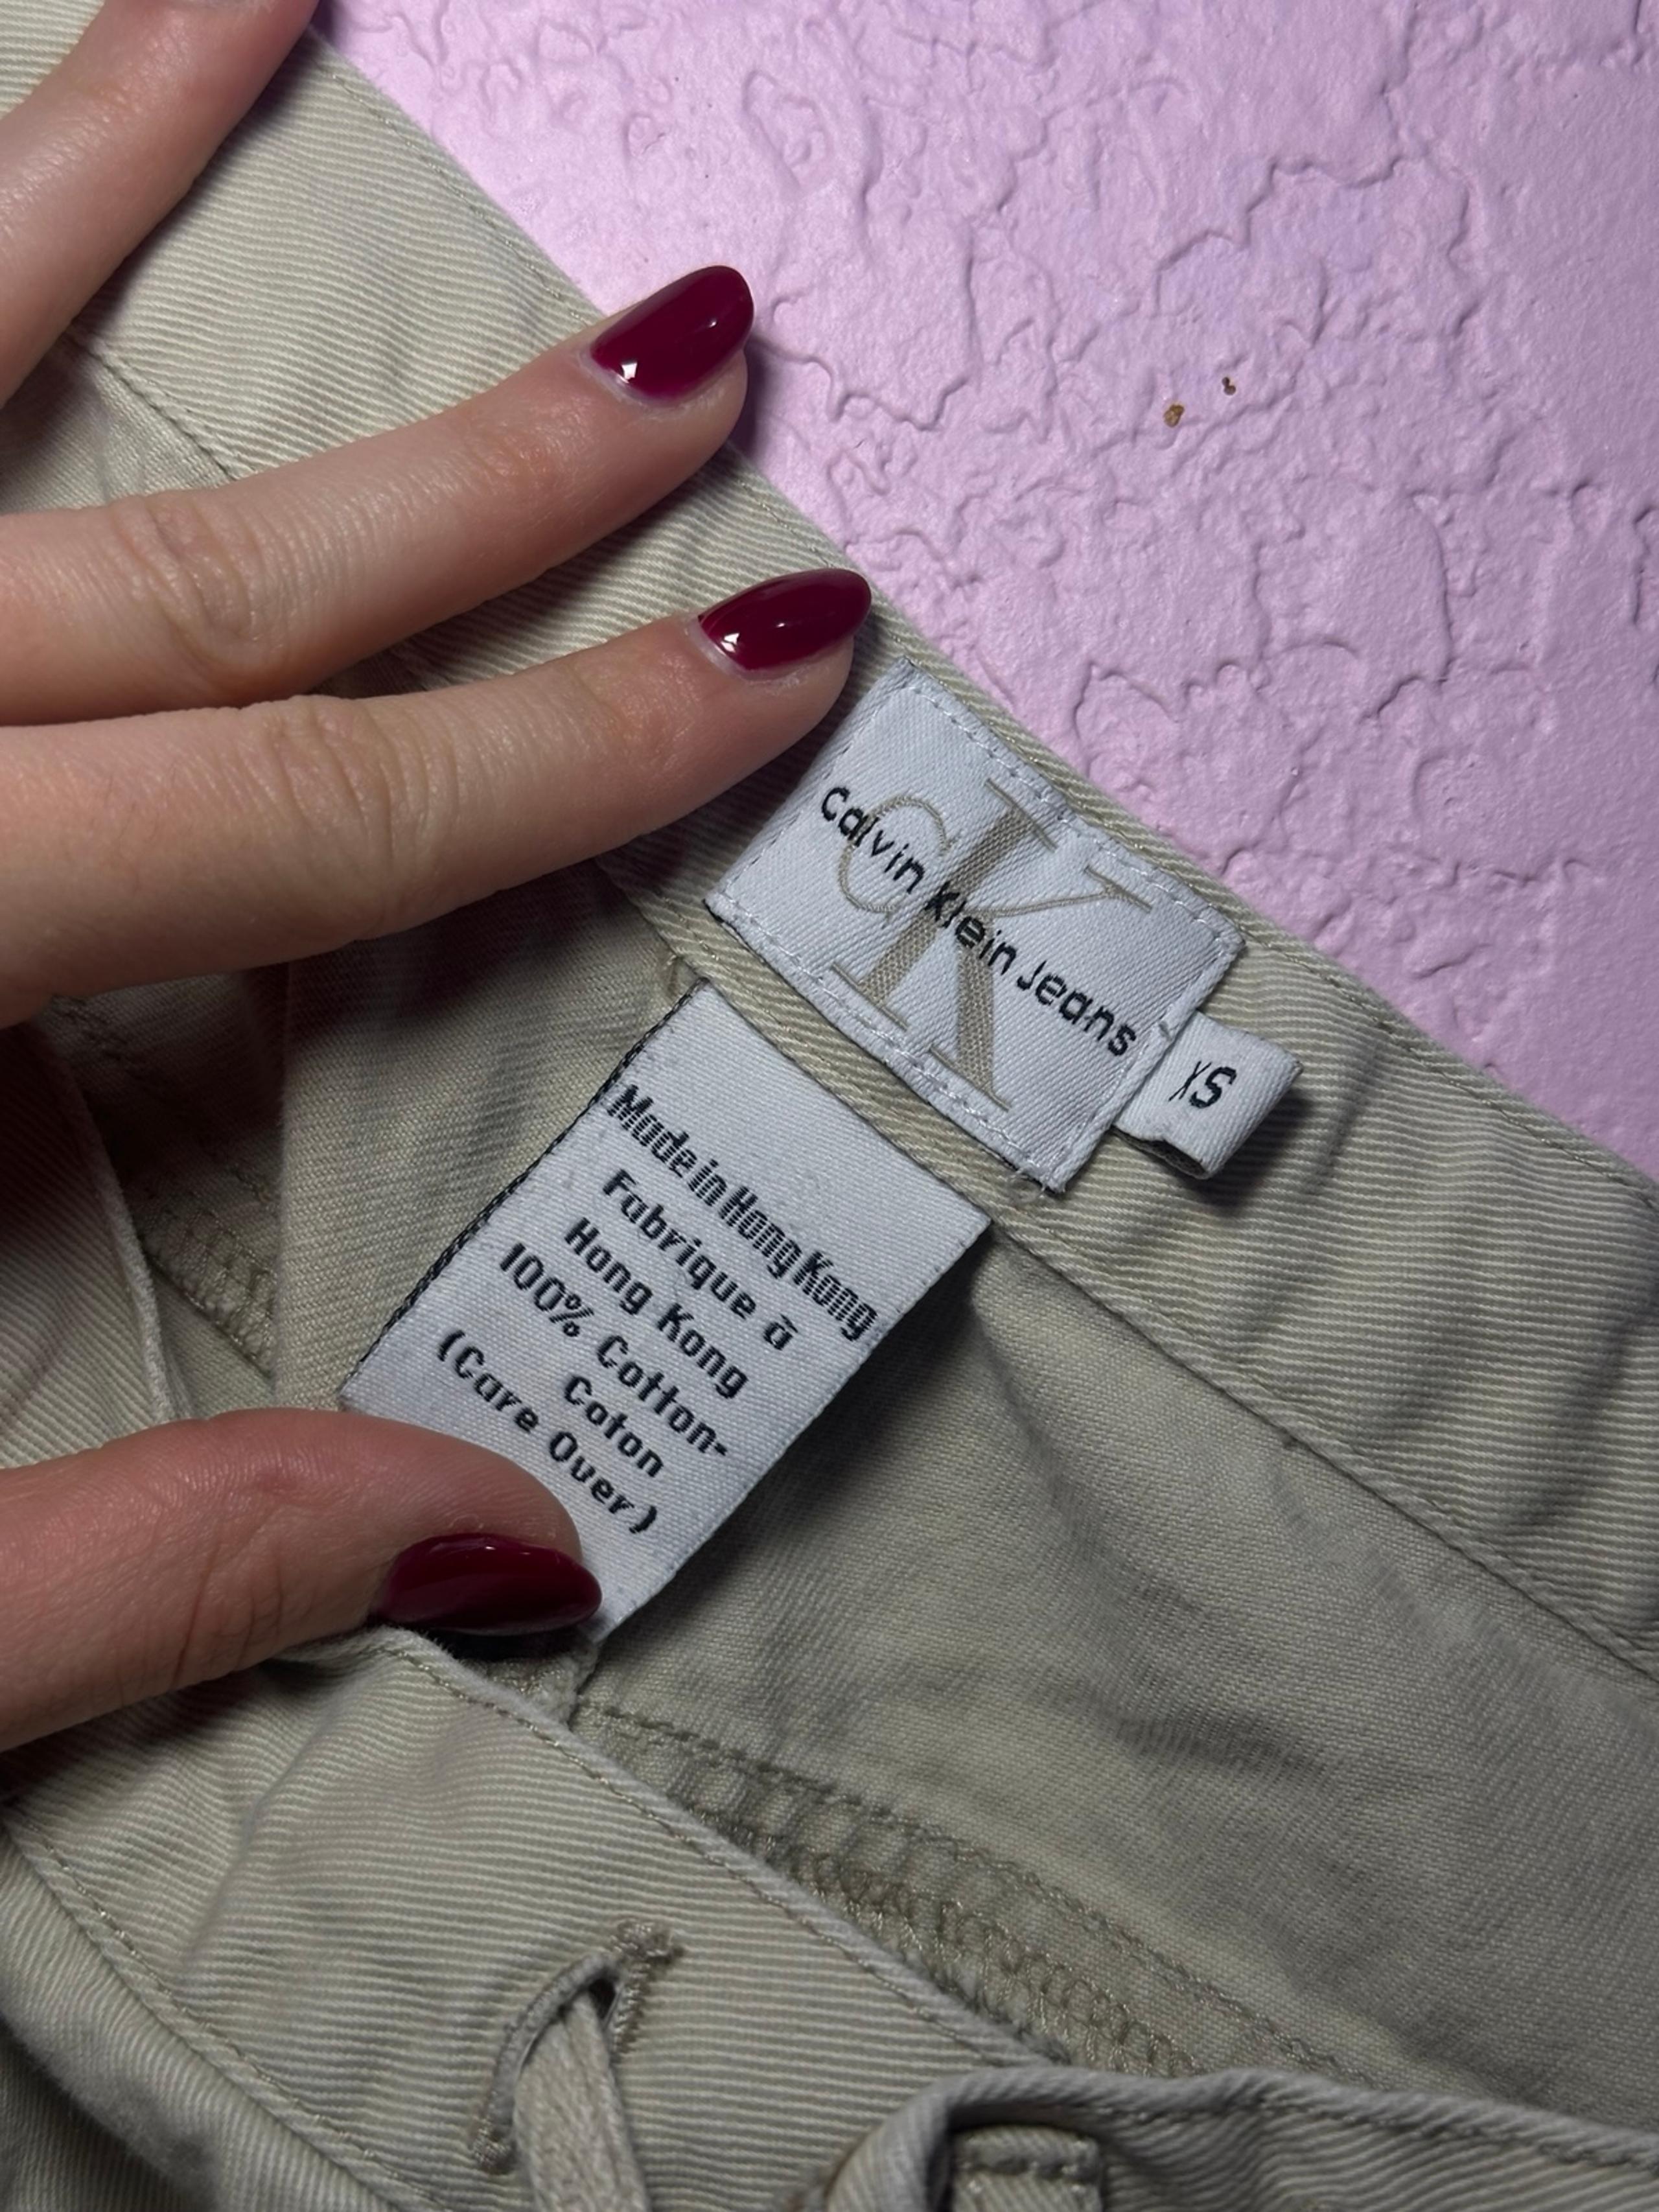 CK
Calvin Klein Jeans
XS
Made in Hong Kong
Fabrique ā
Hong Kong
100% Cotton-
Coton
(Care Over)